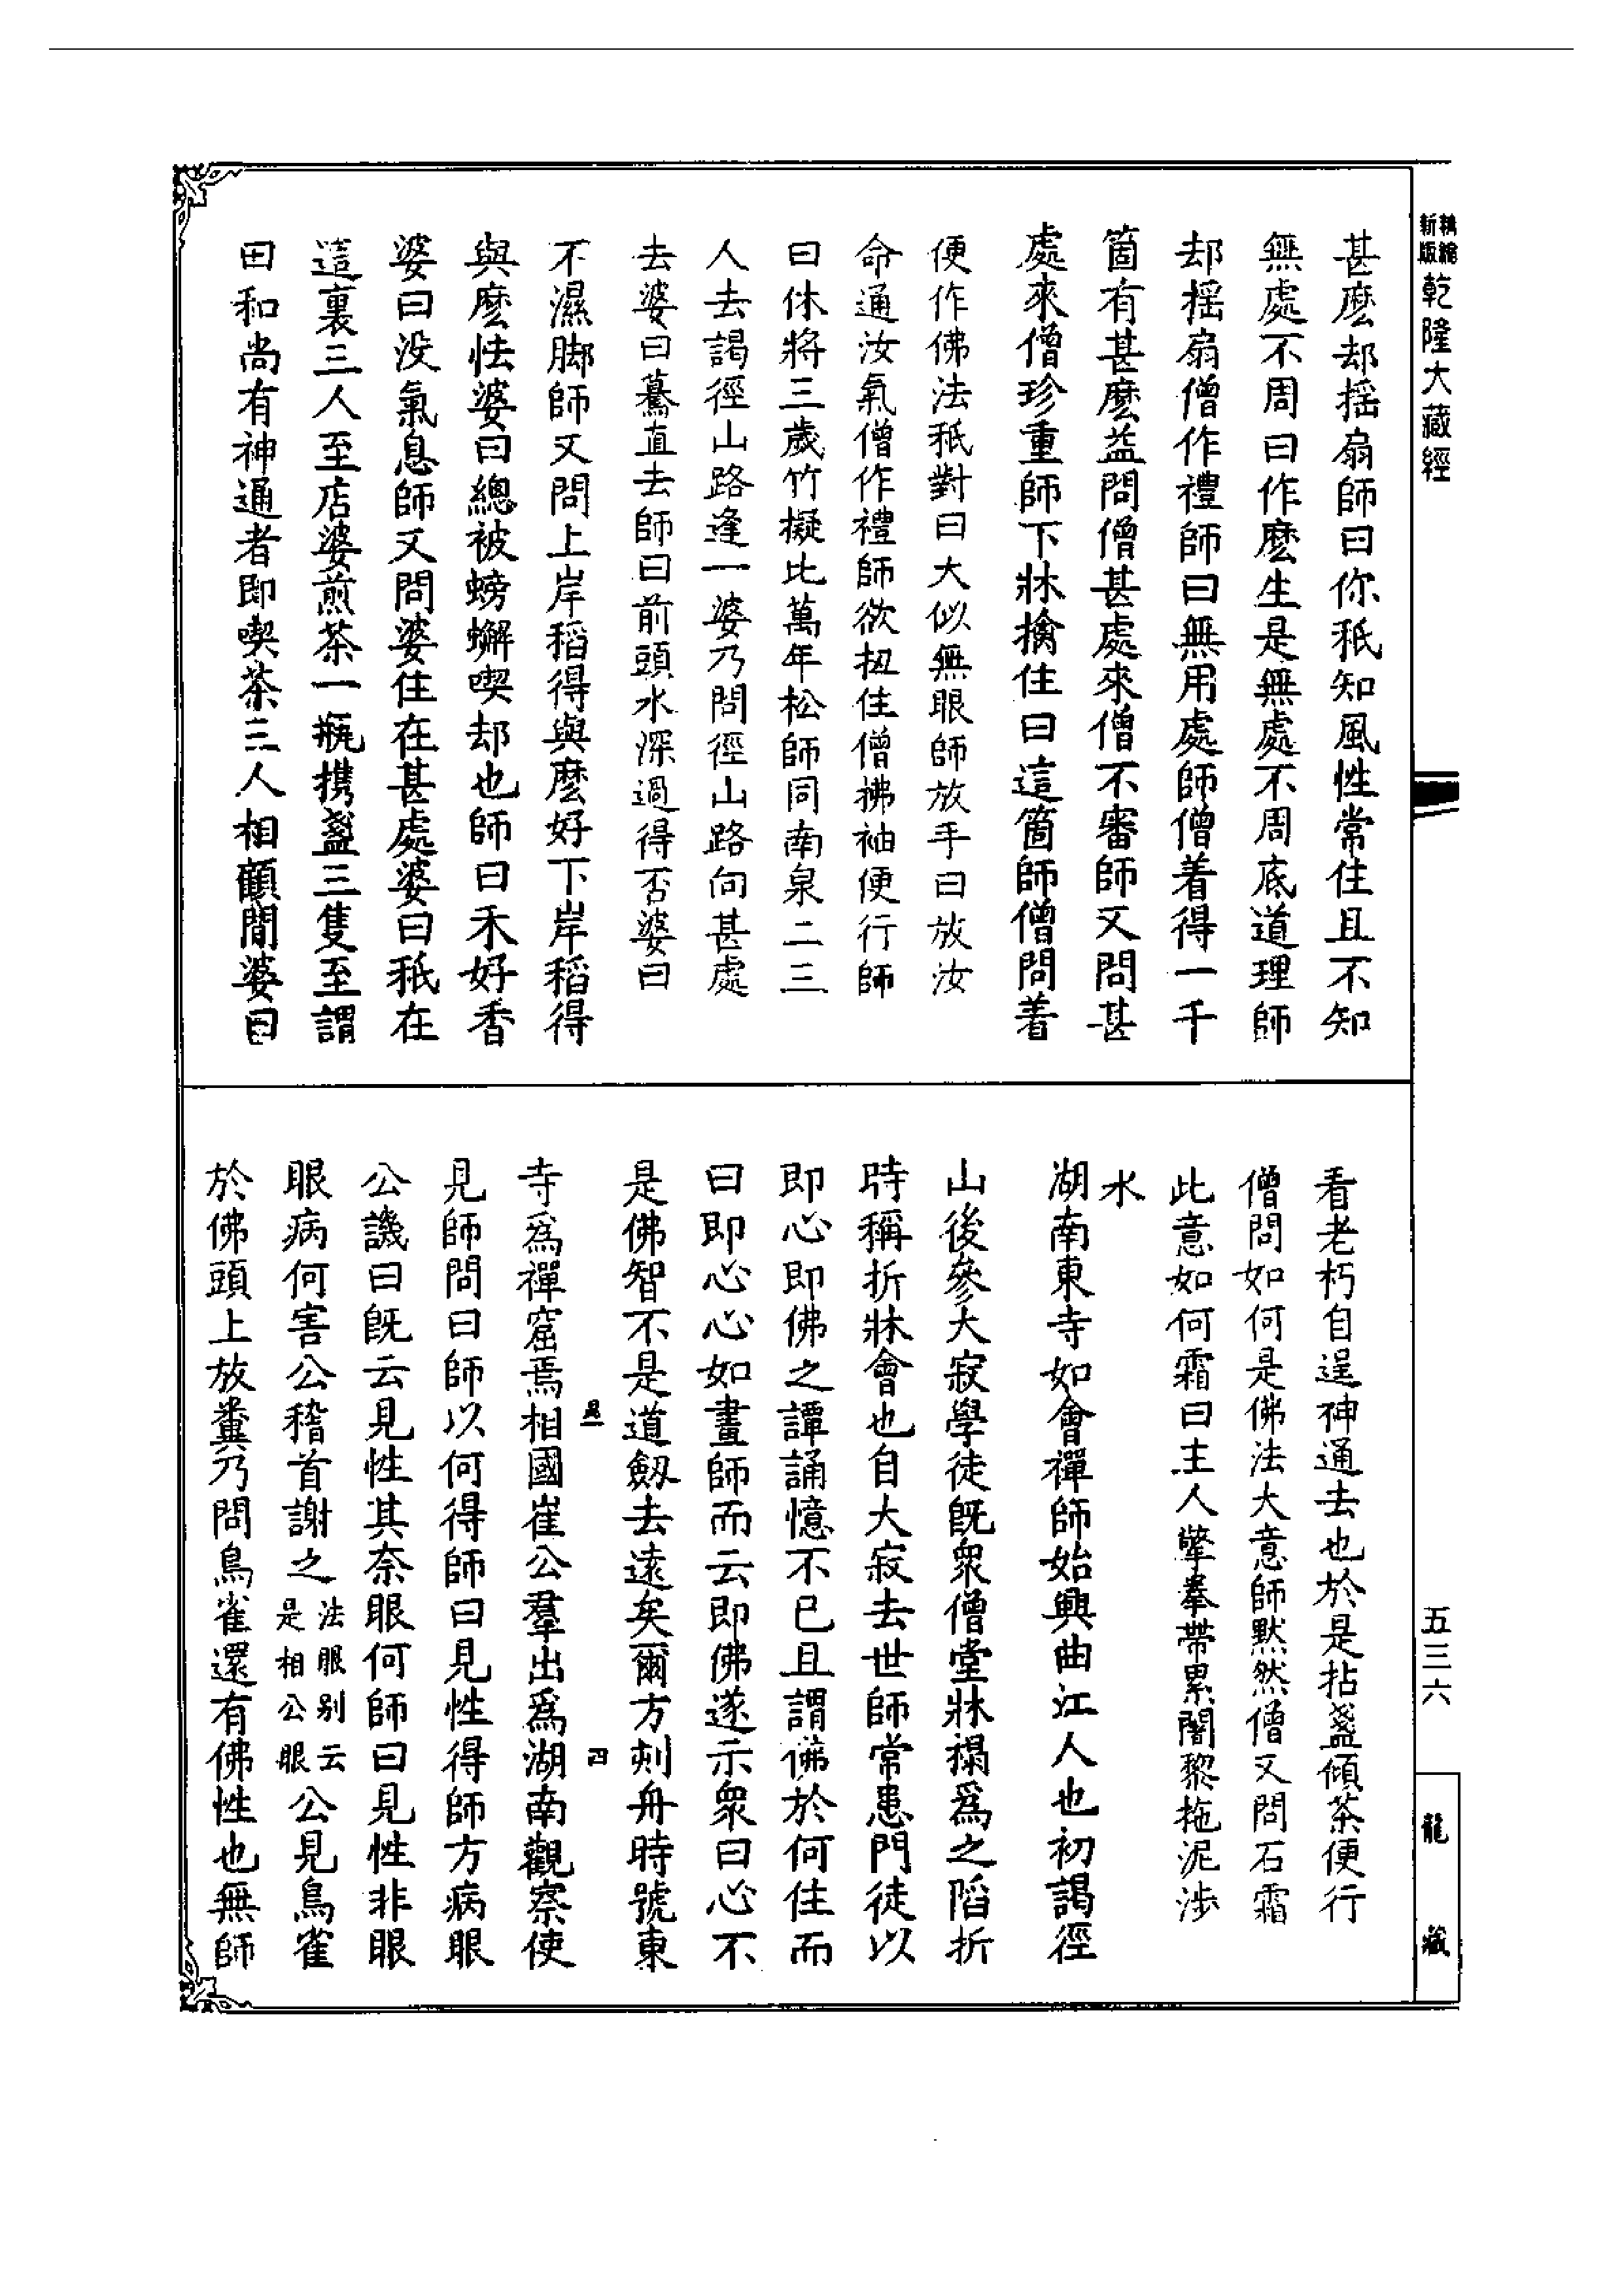 新版
乾隆大藏經
甚麽却揺扇師曰你秖知風性常住且不知
無處不周曰作麽生是無處不周底道理師
却揺扇僧作禮師曰無用處師僧着得一千
箇有甚麽益問僧甚處來僧不審師又問甚
處來僧珍重師下牀擒住曰這箇師僧問着
便作佛法秖對曰大似無眼師放手曰放汝
命通汝氣僧作禮師欲扭住僧拂袖便行師
曰休將三歲竹擬比萬年松師同南泉二三
人去謁徑山路逢一婆乃問徑山路向甚處
去婆曰驀直去師曰前頭水深過得否婆曰
不濕脚師又問上岸稻得與麽好下岸稻得
與麽怯婆曰總被螃蠏喫却也師曰禾好香
婆曰没氣息師又問婆住在甚處婆曰秖在
這裏三人至店婆煎茶一瓶携盞三隻至謂
曰和尚有神通者即喫茶三人相顧間婆曰
看老朽自逞神通去也於是拈盞傾茶便行
僧問如何是佛法大意師默然僧又問石霜
此意如何霜曰主人擎拳帶累闍黎拖泥涉
水
湖南東寺如會禪師始興曲江人也初謁徑
山後參大寂學徒旣衆僧堂牀榻爲之陷折
時稱折牀會也自大寂去世師常患門徒以
即心即佛之譚誦憶不已且謂佛於何住而
曰即心心如畫師而云即佛遂示衆曰心不
是佛智不是道劔去遠矣爾方刻舟時號東
寺爲禪窟焉相國崔公羣出爲湖南觀察使
見師問曰師以何得師曰見性得師方病眼
公譏曰旣云見性其奈眼何師曰見性非眼
眼病何害公稽首謝之法眼别云是相公眼公見鳥雀
於佛頭上放糞乃問鳥雀還有佛性也無師
五三六
龍藏